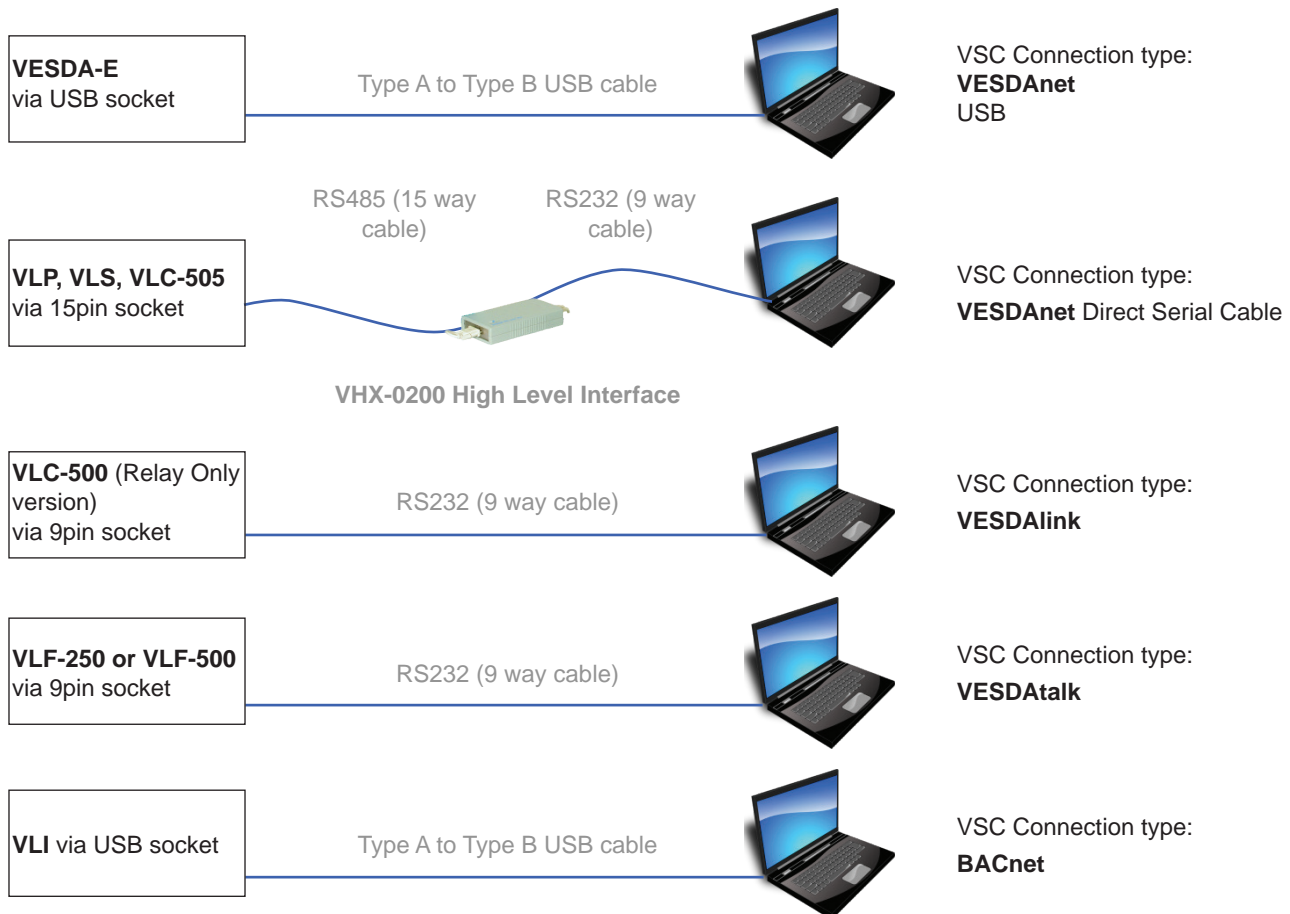 VESDA-E
via USB socket
Type A to Type B USB cable
VSC Connection type:
VESDAnet
USB
RS485 (15 way
cable)
RS232 (9 way
cable)
VLP, VLS, VLC-505
via 15pin socket
VSC Connection type:
VESDAnet Direct Serial Cable
VHX-0200 High Level Interface
VLC-500 (Relay Only
version)
via 9pin socket
RS232 (9 way cable)
VSC Connection type:
VESDAlink
VLF-250 or VLF-500
via 9pin socket
RS232 (9 way cable)
VSC Connection type:
VESDAtalk
VLI via USB socket
Type A to Type B USB cable
VSC Connection type:
BACnet